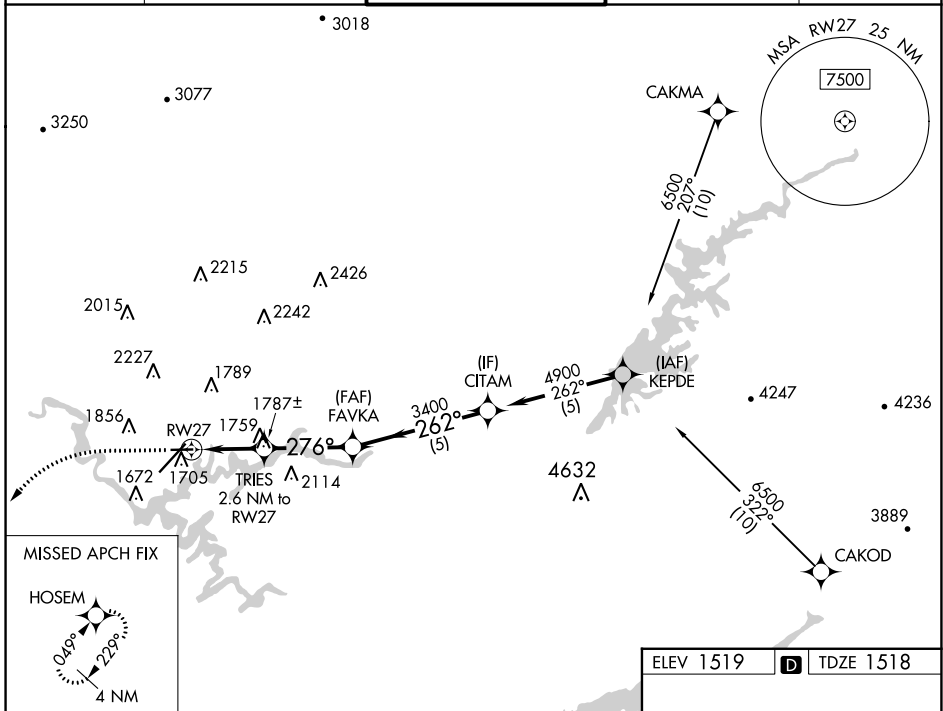 3018
MSA RW27 25 NM
7500
3077
CAKMA
3250
6500
207°
(10)
2215
2426
2015
2242
2227
1789
(IF)
CITAM
4900
262°
(5)
(IAF)
KEPDE
4247
4236
1787±
(FAF)
FAVKA
3400
262°
(5)
1856
RW27
1759
276°
1672
1705
TRIES
2.6 NM to
RW27
2114
4632
6500
322°
(10)
3889
CAKOD
MISSED APCH FIX
HOSEM
049°
229°
4 NM
ELEV 1519 D TDZE 1518